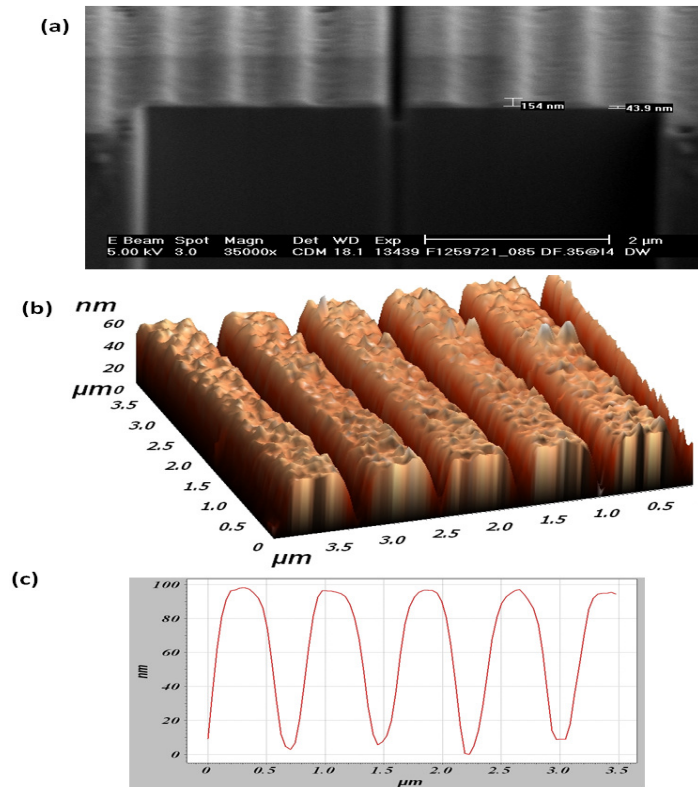 (a)
154 nm
43.9 nm
E Beam Spot Magn Det WD Exp 2 μm
5.00 kV 3.0 35000x CDM 18.1 13439 F1259721_085 DF.35@I4 DW
(b)
nm
60
40
20
0
μm
3.5
3.0
2.5
2.0
1.5
1.0
0.5
0
3.5
3.0
2.5
2.0
1.5
1.0
0.5
μm
(c)
100
80
60
40
20
0
nm
0 0.5 1.0 1.5 2.0 2.5 3.0 3.5
μm